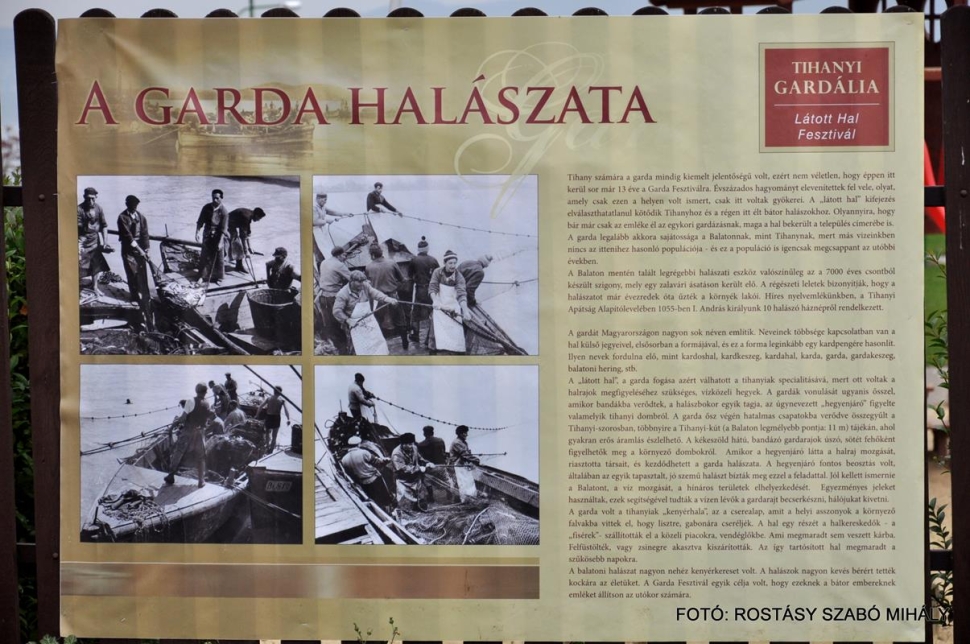 A GARDA HALÁSZATA
TIHANYI
GARDÁLIA
Látott Hal
Fesztivál
Tihany számára a garda mindig kiemelt jelentőségű volt, ezért nem véletlen, hogy éppen itt
kerül sor már 13 éve a Garda Fesztiválra. Évszázados hagyományt elevenítettek fel vele, olyat,
amely csak ezen a helyen volt ismert, csak itt voltak gyökerei. A „látott hal” kifejezés
elválaszthatatlanul kötődik Tihanyhoz és a régen itt élt bátor halászokhoz. Olyannyira, hogy
bár már csak az emléke él az egykori gardázásnak, maga a hal bekerült a település címerébe is.
A garda legalább akkora sajátossága a Balatonnak, mint Tihanynak, mert más vizeinkben
nincs az ittenihez hasonló populációja - és ez a populáció is igencsak megcsappant az utóbbi
években.
A Balaton mentén talált legrégebbi halászati eszköz valószínűleg az a 7000 éves csontból
készült szigony, mely egy zalavári ásatáson került elő. A régészeti leletek bizonyítják, hogy a
halászatot már évezredek óta űzték a környék lakói. Híres nyelvemlékünkben, a Tihanyi
Apátság Alapítólevelében 1055-ben I. András királyunk 10 halászó háznépről rendelkezett.
A gardát Magyarországon nagyon sok néven említik. Neveinek többsége kapcsolatban van a
hal külső jegyeivel, elsősorban a formájával, és ez a forma leginkább egy kardpengére hasonlít.
Ilyen nevek fordulna elő, mint kardoshal, kardkeszeg, kardahal, karda, garda, gardakeszeg,
balatoni hering, stb.
A „látott hal”, a garda fogása azért válhatott a tihanyiak specialitásává, mert ott voltak a
halrajok megfigyeléséhez szükséges, vízközeli hegyek. A gardák vonulását ugyanis ősszel,
amikor bandákba verődtek, a halászbokor egyik tagja, az úgynevezett „hegyenjáró” figyelte
valamelyik tihanyi dombról. A garda ősz végén hatalmas csapatokba verődve összegyűlt a
Tihanyi-szorosban, többnyire a Tihanyi-kút (a Balaton legmélyebb pontja: 11 m) tájékán, ahol
gyakran erős áramlás észlelhető. A kékeszöld hátú, bandázó gardarajok úszó, sötét felhőként
figyelhetők meg a környező dombokról. Amikor a hegyenjáró látta a halraj mozgását,
riasztotta társait, és kezdődhetett a garda halászata. A hegyenjáró fontos beosztás volt,
általában az egyik tapasztalt, jó szemű halászt bízták meg ezzel a feladattal. Jól kellett ismernie
a Balatont, a víz mozgását, a hínáros területek elhelyezkedését. Egyezményes jeleket
használtak, ezek segítségével tudták a vízen lévők a gardarajt becserkészni, hálójukat kivetni.
A garda volt a tihanyiak „kenyérhala”, az a cserealap, amit a helyi asszonyok a környező
falvakba vittek el, hogy lisztre, gabonára cseréljék. A hal egy részét a halkereskedők - a
„fisérek”- szállították el a közeli piacokra, vendéglőkbe. Ami megmaradt sem veszett kárba.
Felfüstölték, vagy zsinegre akasztva kiszárították. Az így tartósított hal megmaradt a
szűkösebb napokra.
A balatoni halászat nagyon nehéz kenyérkereset volt. A halászok nagyon kevés bérért tették
kockára az életüket. A Garda Fesztivál egyik célja volt, hogy ezeknek a bátor embereknek
emléket állítson az utókor számára.
FOTÓ: ROSTÁSY SZABÓ MIHÁLY